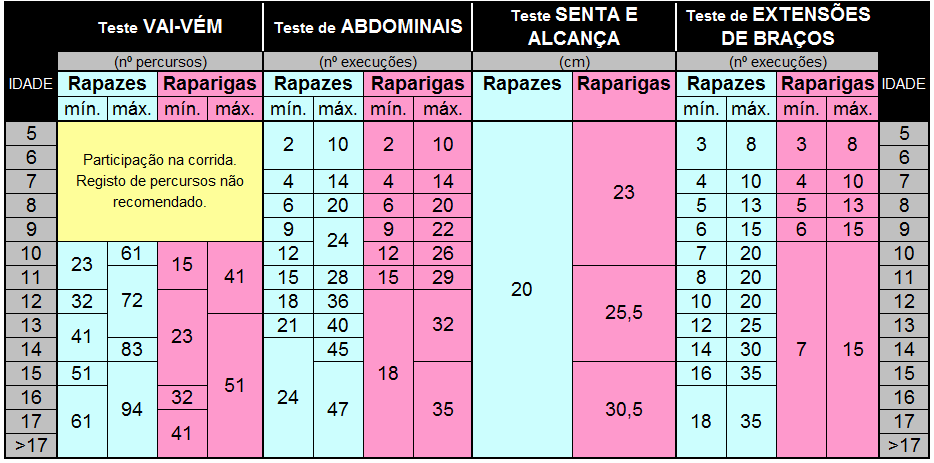 Teste VAI-VÉM Teste de ABDOMINAIS Teste SENTA E ALCANÇA Teste de EXTENSÕES DE BRAÇOS
IDADE (nº percursos) (nº execuções) (cm) (nº execuções) IDADE
Rapazes Raparigas Rapazes Raparigas Rapazes Raparigas Rapazes Raparigas
mín. máx. mín. máx. mín. máx. mín. máx. mín. máx. mín. máx.
5 Participação na corrida. Registo de percursos não recomendado. 2 10 2 10 20 23 3 8 3 8 5
6 6
7 4 14 4 14 4 10 4 10 7
8 6 20 6 20 5 13 5 13 8
9 9 24 9 22 6 15 6 15 9
10 23 61 15 41 12 12 26 7 20 7 15 10
11 72 15 28 15 29 25,5 8 20 11
12 32 23 18 36 18 32 10 20 12
13 41 51 21 40 12 25 13
14 83 24 45 14 30 14
15 51 94 47 35 30,5 16 35 15
16 61 32 18 35 16
17 41 17
>17 >17